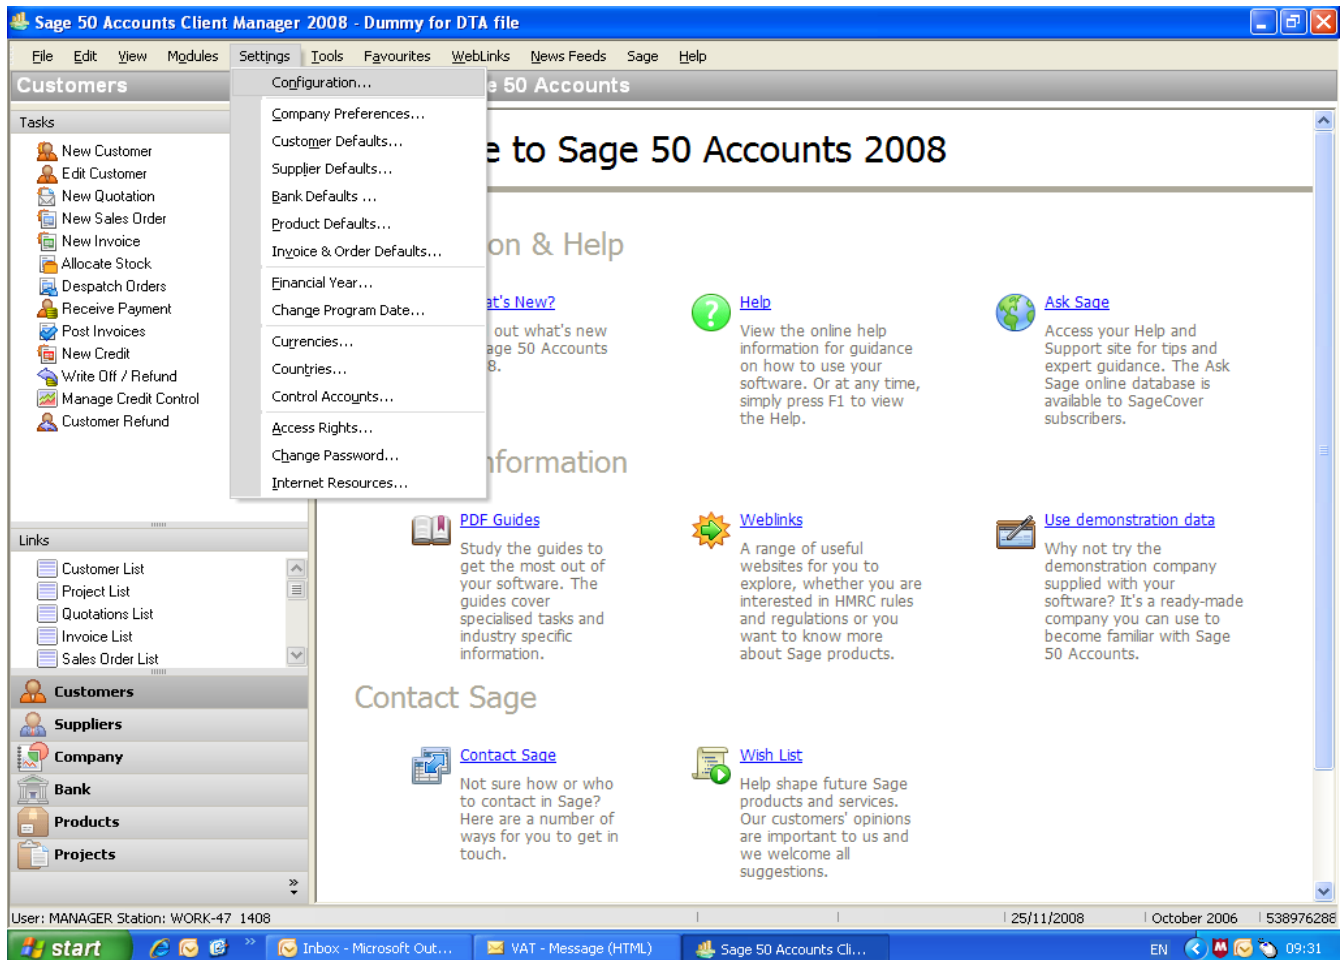 Sage 50 Accounts Client Manager 2008 - Dummy for DTA file
File Edit View Modules Settings Tools Favourites WebLinks News Feeds Sage Help
Customers
e 50 Accounts
Configuration...
Company Preferences...
Customer Defaults...
Supplier Defaults...
Bank Defaults ...
Product Defaults...
Invoice & Order Defaults...
Financial Year...
Change Program Date...
Currencies...
Countries...
Control Accounts...
Access Rights...
Change Password...
Internet Resources...
Tasks
New Customer
Edit Customer
New Quotation
New Sales Order
New Invoice
Allocate Stock
Despatch Orders
Receive Payment
Post Invoices
New Credit
Write Off / Refund
Manage Credit Control
Customer Refund
Links
Customer List
Project List
Quotations List
Invoice List
Sales Order List
Customers
Suppliers
Company
Bank
Products
Projects
e to Sage 50 Accounts 2008
on & Help
at's New?
out what's new
age 50 Accounts
8.
Help
View the online help
information for guidance
on how to use your
software. Or at any time,
simply press F1 to view
the Help.
Ask Sage
Access your Help and
Support site for tips and
expert guidance. The Ask
Sage online database is
available to SageCover
subscribers.
nformation
PDF Guides
Study the guides to
get the most out of
your software. The
guides cover
specialised tasks and
industry specific
information.
Weblinks
A range of useful
websites for you to
explore, whether you are
interested in HMRC rules
and regulations or you
want to know more
about Sage products.
Use demonstration data
Why not try the
demonstration company
supplied with your
software? It's a ready-made
company you can use to
become familiar with Sage
50 Accounts.
Contact Sage
Contact Sage
Not sure how or who
to contact in Sage?
Here are a number of
ways for you to get in
touch.
Wish List
Help shape future Sage
products and services.
Our customers' opinions
are important to us and
we welcome all
suggestions.
User: MANAGER Station: WORK-47 1408
25/11/2008
October 2006
538976288
start
Inbox - Microsoft Out...
VAT - Message (HTML)
Sage 50 Accounts Cli...
EN
09:31